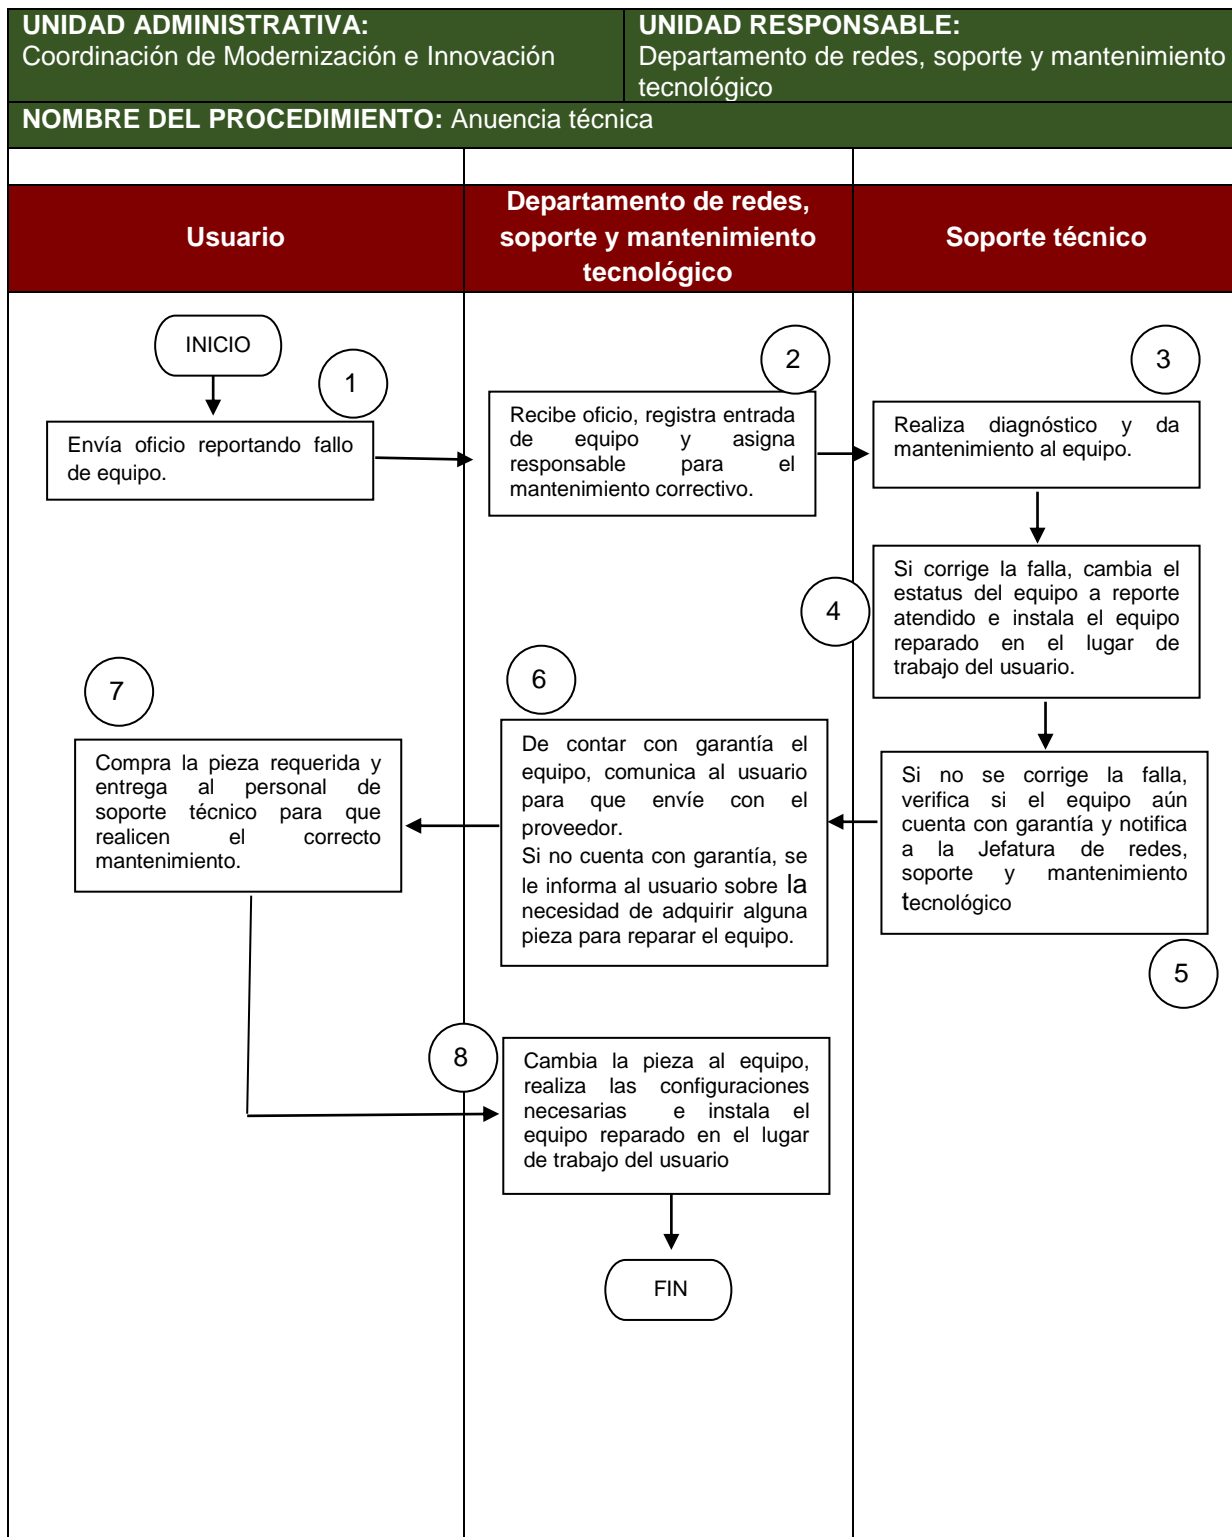 UNIDAD ADMINISTRATIVA:
Coordinación de Modernización e Innovación
UNIDAD RESPONSABLE:
Departamento de redes, soporte y mantenimiento
tecnológico
NOMBRE DEL PROCEDIMIENTO: Anuencia técnica
Usuario
Departamento de redes,
soporte y mantenimiento
tecnológico
Soporte técnico
INICIO
1
Envía oficio reportando fallo
de equipo.
2
Recibe oficio, registra entrada
de equipo y asigna
responsable para el
mantenimiento correctivo.
3
Realiza diagnóstico y da
mantenimiento al equipo.
4
Si corrige la falla, cambia el
estatus del equipo a reporte
atendido e instala el equipo
reparado en el lugar de
trabajo del usuario.
Si no se corrige la falla,
verifica si el equipo aún
cuenta con garantía y notifica
a la Jefatura de redes,
soporte y mantenimiento
tecnológico
5
6
De contar con garantía el
equipo, comunica al usuario
para que envíe con el
proveedor.
Si no cuenta con garantía, se
le informa al usuario sobre la
necesidad de adquirir alguna
pieza para reparar el equipo.
7
Compra la pieza requerida y
entrega al personal de
soporte técnico para que
realicen el correcto
mantenimiento.
8
Cambia la pieza al equipo,
realiza las configuraciones
necesarias e instala el
equipo reparado en el lugar
de trabajo del usuario
FIN